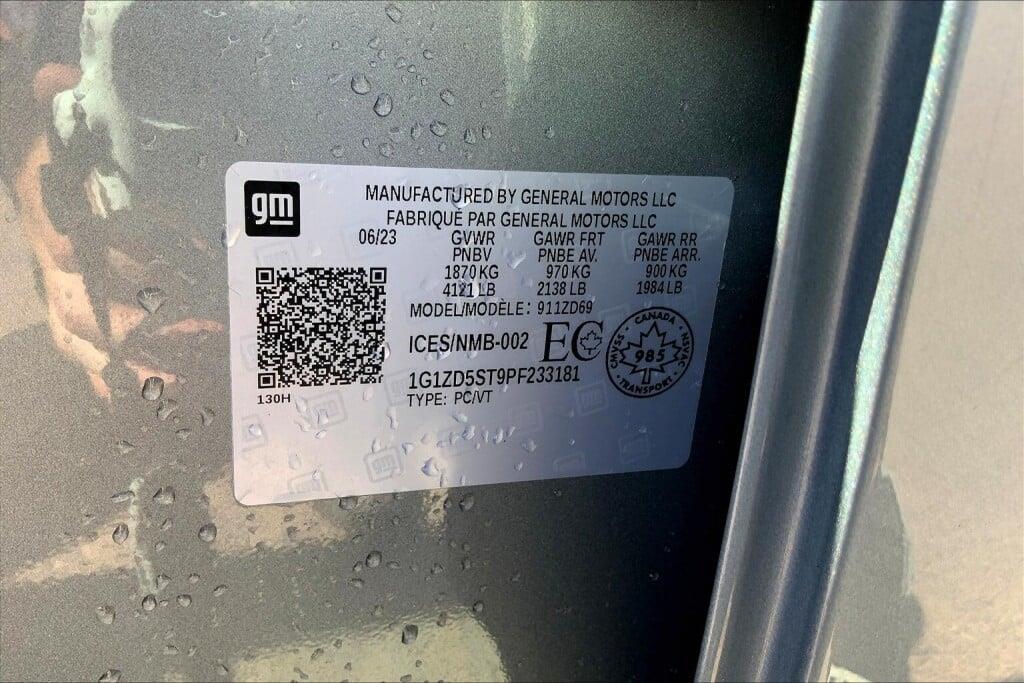 gm
MANUFACTURED BY GENERAL MOTORS LLC
FABRIQUÉ PAR GENERAL MOTORS LLC
06/23 GVWR GAWR FRT GAWR RR
PNBV PNBE AV. PNBE ARR.
1870 KG 970 KG 900 KG
4121 LB 2138 LB 1984 LB
MODEL/MODÈLE: 911ZD69
ICES/NMB-002 EC
CANADA
CMVSS 985 NSVAC
TRANSPORT
1G1ZD5ST9PF233181
TYPE: PC/VT
130H